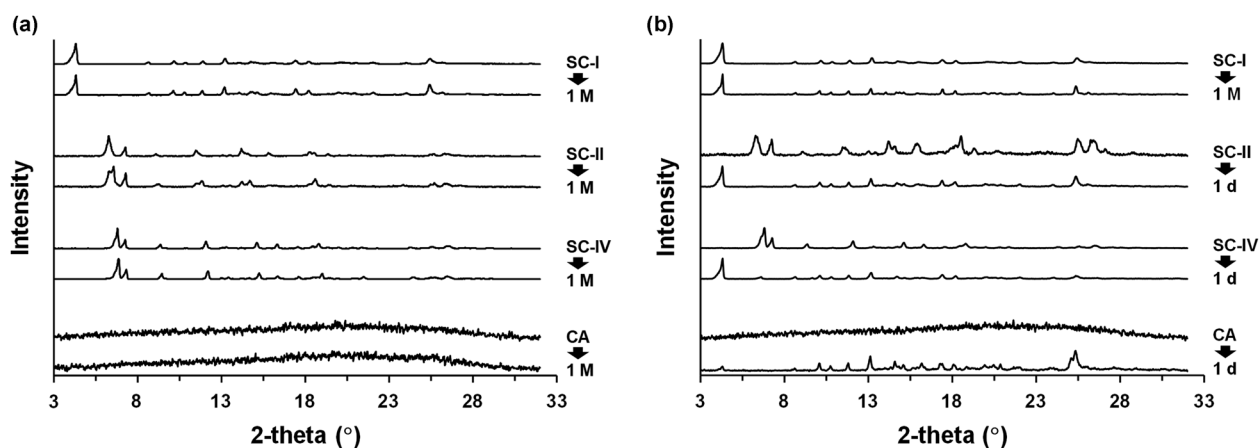 (a)
Intensity
SC-I
1 M
SC-II
1 M
SC-IV
1 M
CA
1 M
3 8 13 18 23 28 33
2-theta (°)
(b)
Intensity
SC-I
1 M
SC-II
1 d
SC-IV
1 d
CA
1 d
3 8 13 18 23 28 33
2-theta (°)